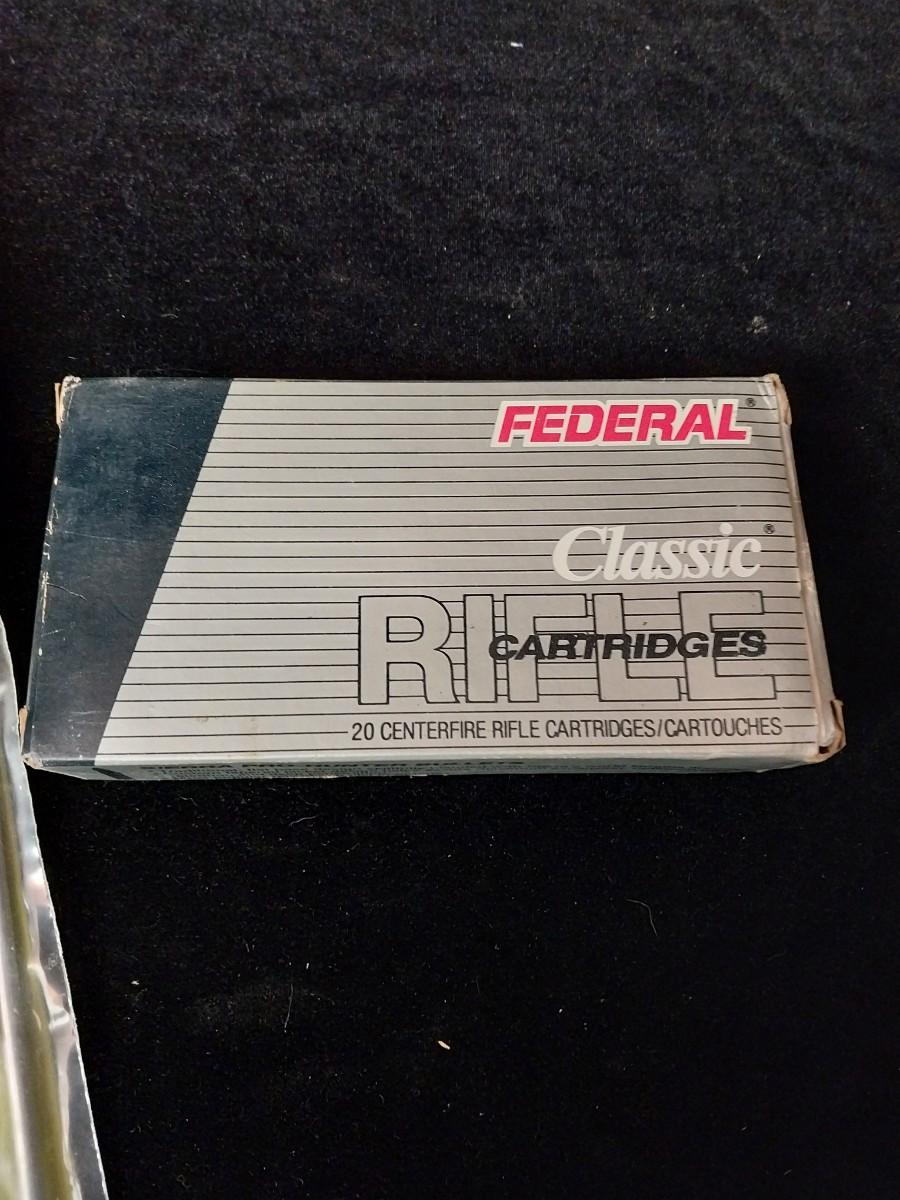 FEDERAL®
Classic®
RIFLE
CARTRIDGES
20 CENTERFIRE RIFLE CARTRIDGES/CARTOUCHES